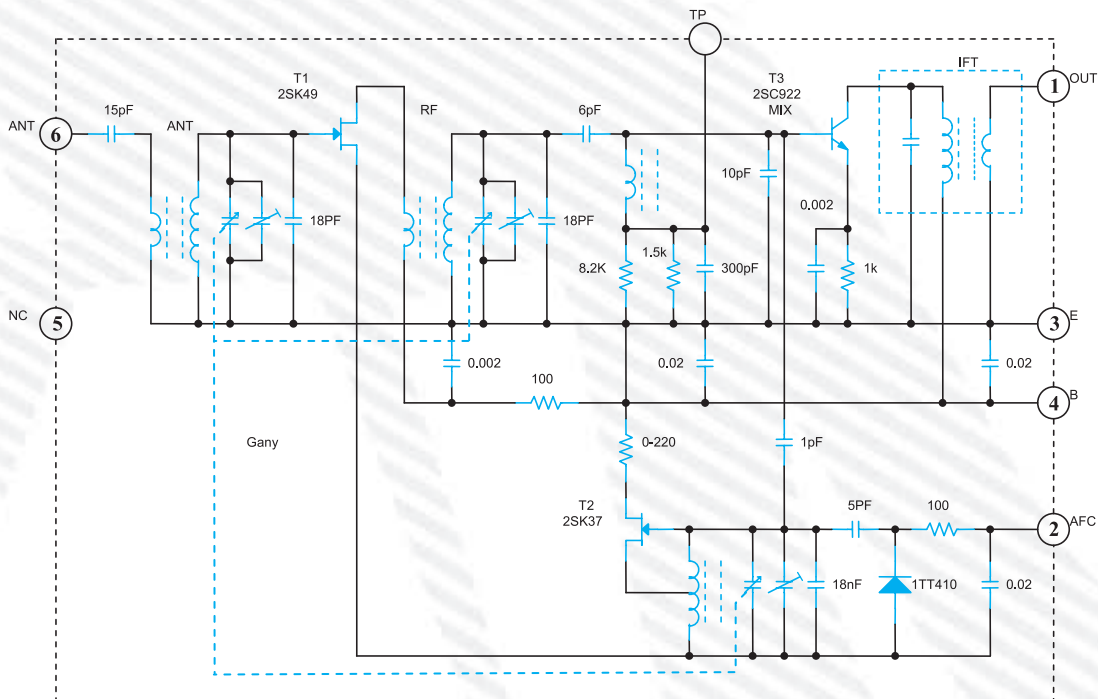 TP
IFT
T1
2SK49
T3
2SC922
MIX
1
OUT
15pF
RF
6pF
ANT
6
ANT
10pF
0.002
18PF
18PF
1.5k
8.2K
300pF
1k
NC
5
3
E
0.002
0.02
0.02
100
4
B
Gany
0-220
1pF
T2
2SK37
5PF
100
2
AFC
18nF
1TT410
0.02